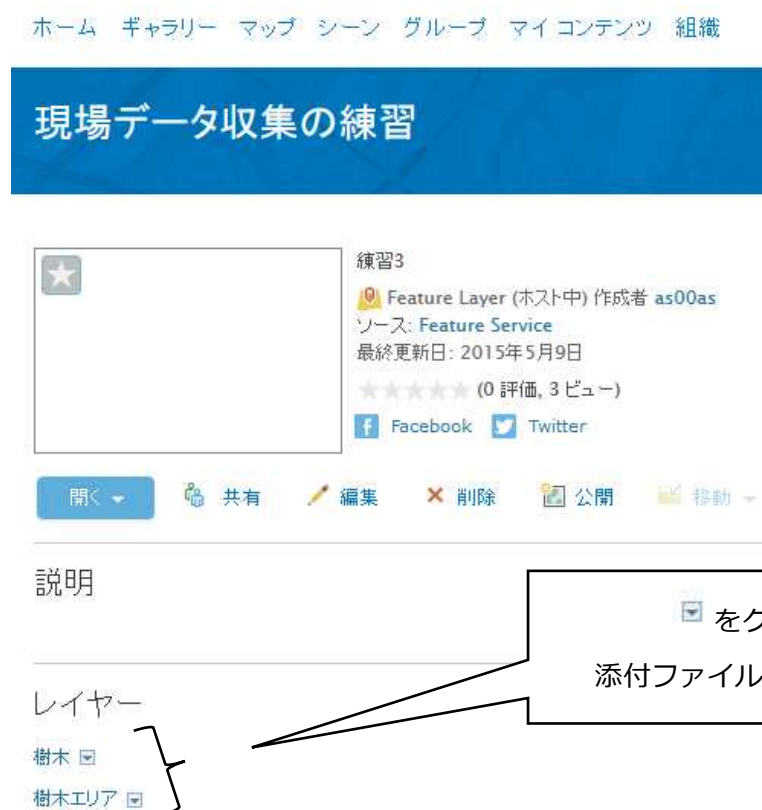 ホーム ギャラリー マップ シーン グループ マイ コンテンツ 組織
現場データ収集の練習
練習3
Feature Layer (ホスト中) 作成者 as00as
ソース: Feature Service
最終更新日: 2015年5月9日
(0 評価, 3 ビュー)
Facebook Twitter
開く 共有 編集 削除 公開 移動
説明
をク
添付ファイル
レイヤー
樹木
樹木エリア